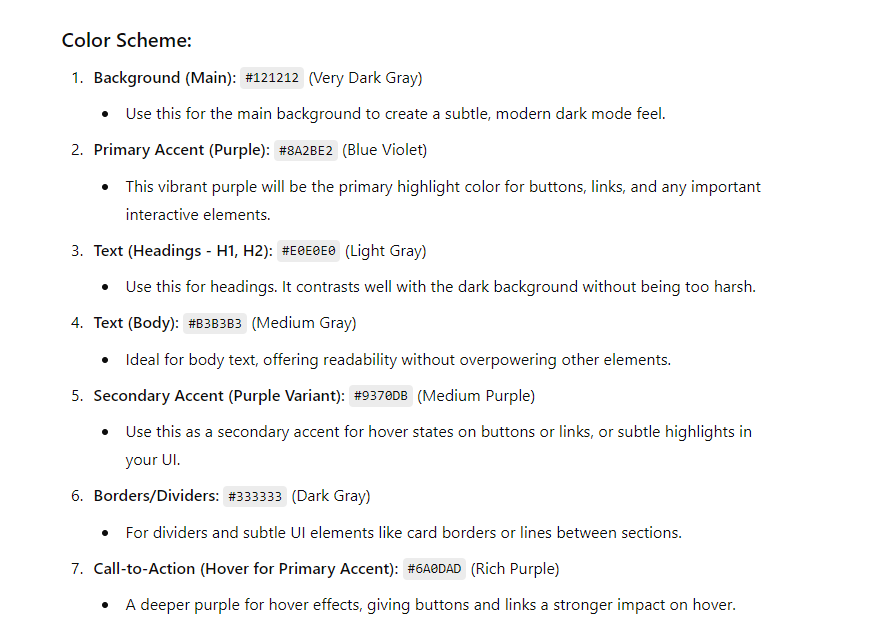 Color Scheme:
1. Background (Main): #121212 (Very Dark Gray)
• Use this for the main background to create a subtle, modern dark mode feel.
2. Primary Accent (Purple): #8A2BE2 (Blue Violet)
• This vibrant purple will be the primary highlight color for buttons, links, and any important
interactive elements.
3. Text (Headings - H1, H2): #E0E0E0 (Light Gray)
• Use this for headings. It contrasts well with the dark background without being too harsh.
4. Text (Body): #B3B3B3 (Medium Gray)
• Ideal for body text, offering readability without overpowering other elements.
5. Secondary Accent (Purple Variant): #9370DB (Medium Purple)
• Use this as a secondary accent for hover states on buttons or links, or subtle highlights in
your UI.
6. Borders/Dividers: #333333 (Dark Gray)
• For dividers and subtle UI elements like card borders or lines between sections.
7. Call-to-Action (Hover for Primary Accent): #6A0DAD (Rich Purple)
• A deeper purple for hover effects, giving buttons and links a stronger impact on hover.